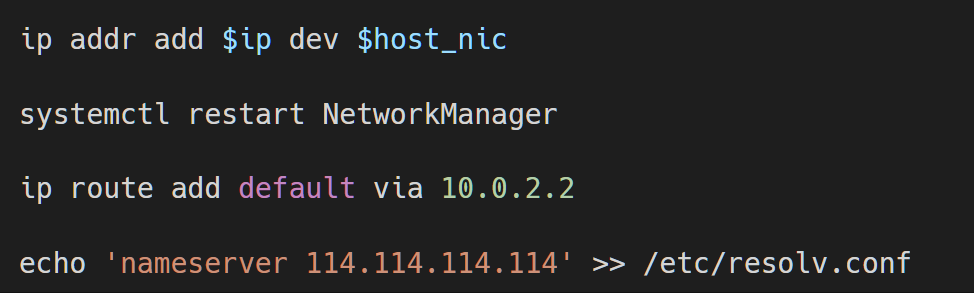 ip addr add $ip dev $host_nic
systemctl restart NetworkManager
ip route add default via 10.0.2.2
echo 'nameserver 114.114.114.114' >> /etc/resolv.conf